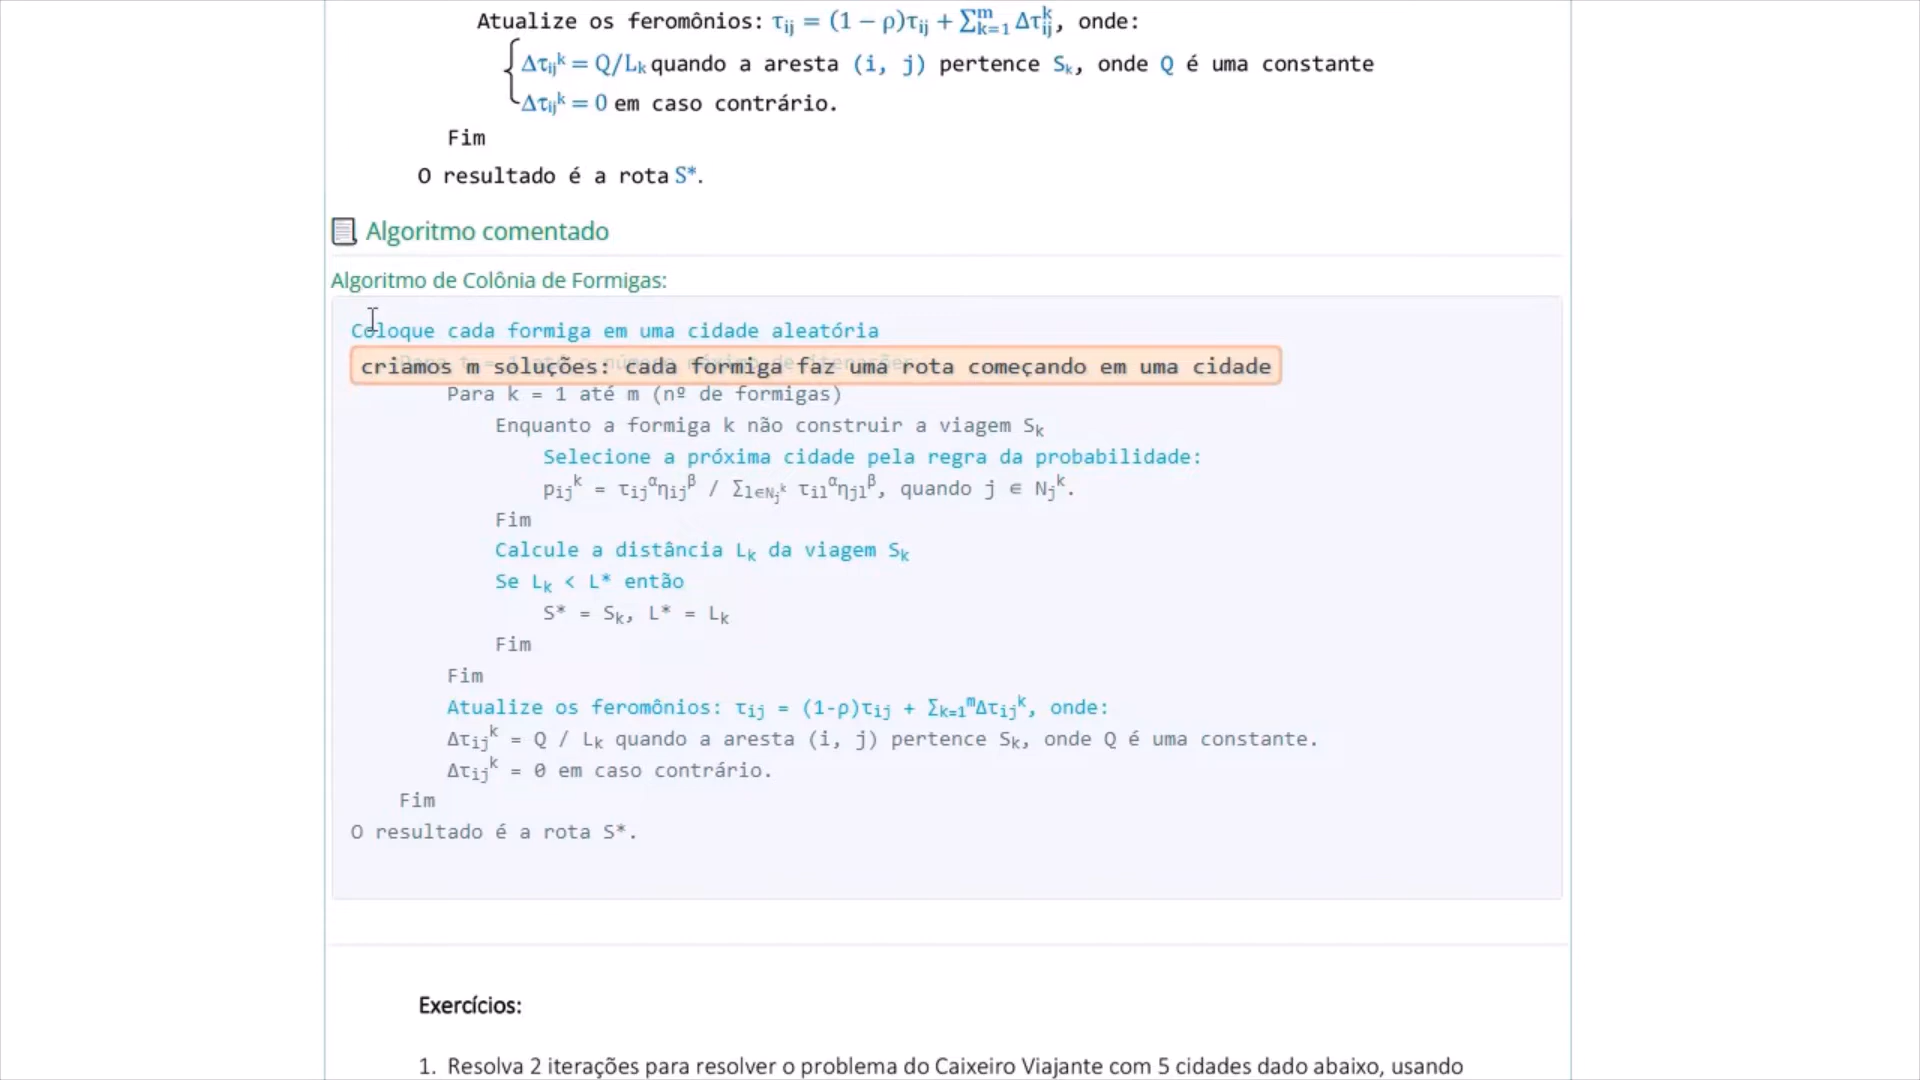 Atualize os feromônios: τᵢⱼ = (1 − ρ)τᵢⱼ + ∑ᵐₖ₌₁ Δτᵏᵢⱼ, onde:
Δτᵢⱼᵏ = Q/Lₖ quando a aresta (i, j) pertence Sₖ, onde Q é uma constante
Δτᵢⱼᵏ = 0 em caso contrário.
Fim
O resultado é a rota S*.
Algoritmo comentado
Algoritmo de Colônia de Formigas:
Coloque cada formiga em uma cidade aleatória
criamos m soluções: cada formiga faz uma rota começando em uma cidade
Para k = 1 até m (nº de formigas)
Enquanto a formiga k não construir a viagem Sₖ
Selecione a próxima cidade pela regra da probabilidade:
pᵢⱼᵏ = τᵢⱼᵅηᵢⱼᵝ / ∑l∈Nⱼᵏ τᵢₗᵅηⱼₗᵝ, quando j ∈ Nⱼᵏ.
Fim
Calcule a distância Lₖ da viagem Sₖ
Se Lₖ < L* então
S* = Sₖ, L* = Lₖ
Fim
Fim
Atualize os feromônios: τᵢⱼ = (1-ρ)τᵢⱼ + ∑ₖ₌₁ᵐΔτᵢⱼᵏ, onde:
Δτᵢⱼᵏ = Q / Lₖ quando a aresta (i, j) pertence Sₖ, onde Q é uma constante.
Δτᵢⱼᵏ = 0 em caso contrário.
Fim
O resultado é a rota S*.
Exercícios:
1. Resolva 2 iterações para resolver o problema do Caixeiro Viajante com 5 cidades dado abaixo, usando